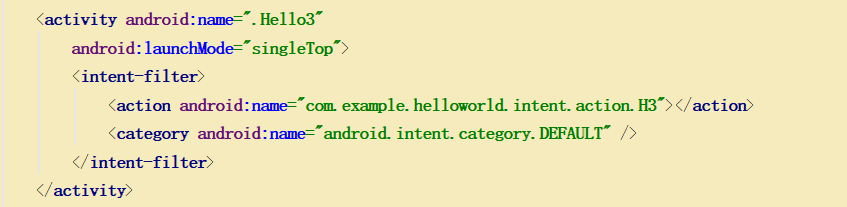 <activity android:name=".Hello3"
android:launchMode="singleTop">
<intent-filter>
<action android:name="com.example.helloworld.intent.action.H3"></action>
<category android:name="android.intent.category.DEFAULT" />
</intent-filter>
</activity>